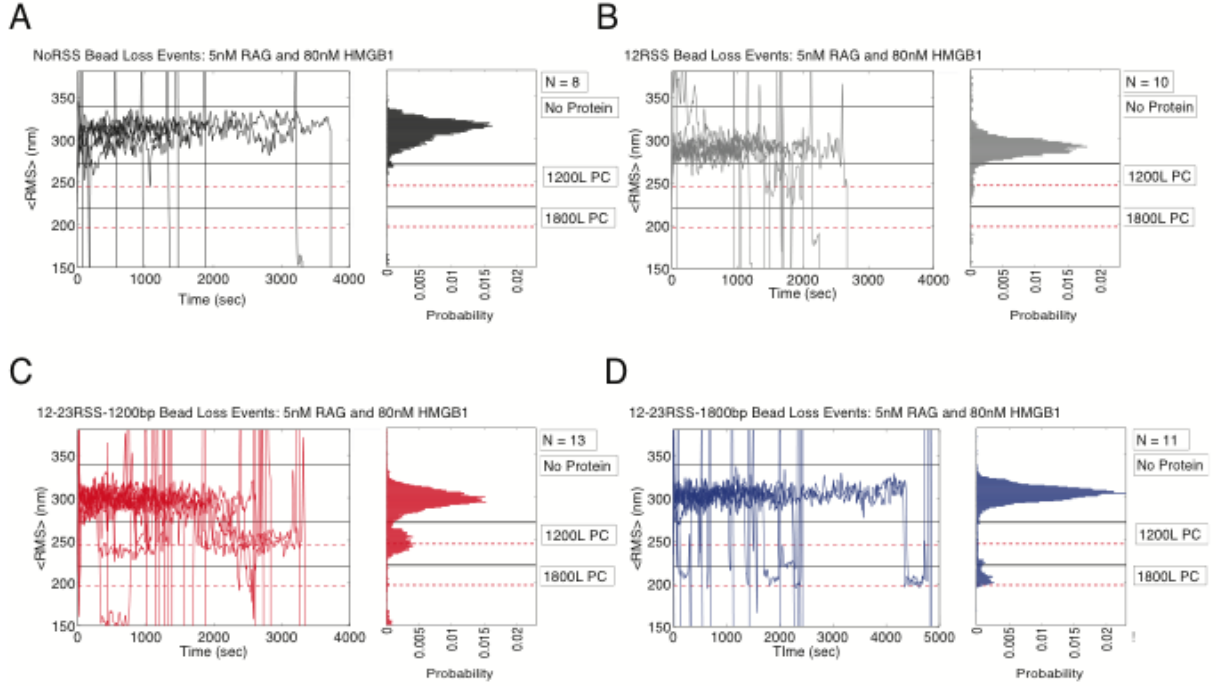 A
NoRSS Bead Loss Events: 5nM RAG and 80nM HMGB1
<RMS> (nm)
350
300
250
200
150
0
1000
2000
3000
4000
Time (sec)
0
0.005
0.01
0.015
0.02
Probability
N = 8
No Protein
1200L PC
1800L PC
B
12RSS Bead Loss Events: 5nM RAG and 80nM HMGB1
<RMS> (nm)
350
300
250
200
150
0
1000
2000
3000
4000
Time (sec)
0
0.005
0.01
0.015
0.02
Probability
N = 10
No Protein
1200L PC
1800L PC
C
12-23RSS-1200bp Bead Loss Events: 5nM RAG and 80nM HMGB1
<RMS> (nm)
350
300
250
200
150
0
1000
2000
3000
4000
Time (sec)
0
0.005
0.01
0.015
0.02
Probability
N = 13
No Protein
1200L PC
1800L PC
D
12-23RSS-1800bp Bead Loss Events: 5nM RAG and 80nM HMGB1
<RMS> (nm)
350
300
250
200
150
0
1000
2000
3000
4000
5000
TIme (sec)
0
0.005
0.01
0.015
0.02
Probability
N = 11
No Protein
1200L PC
1800L PC